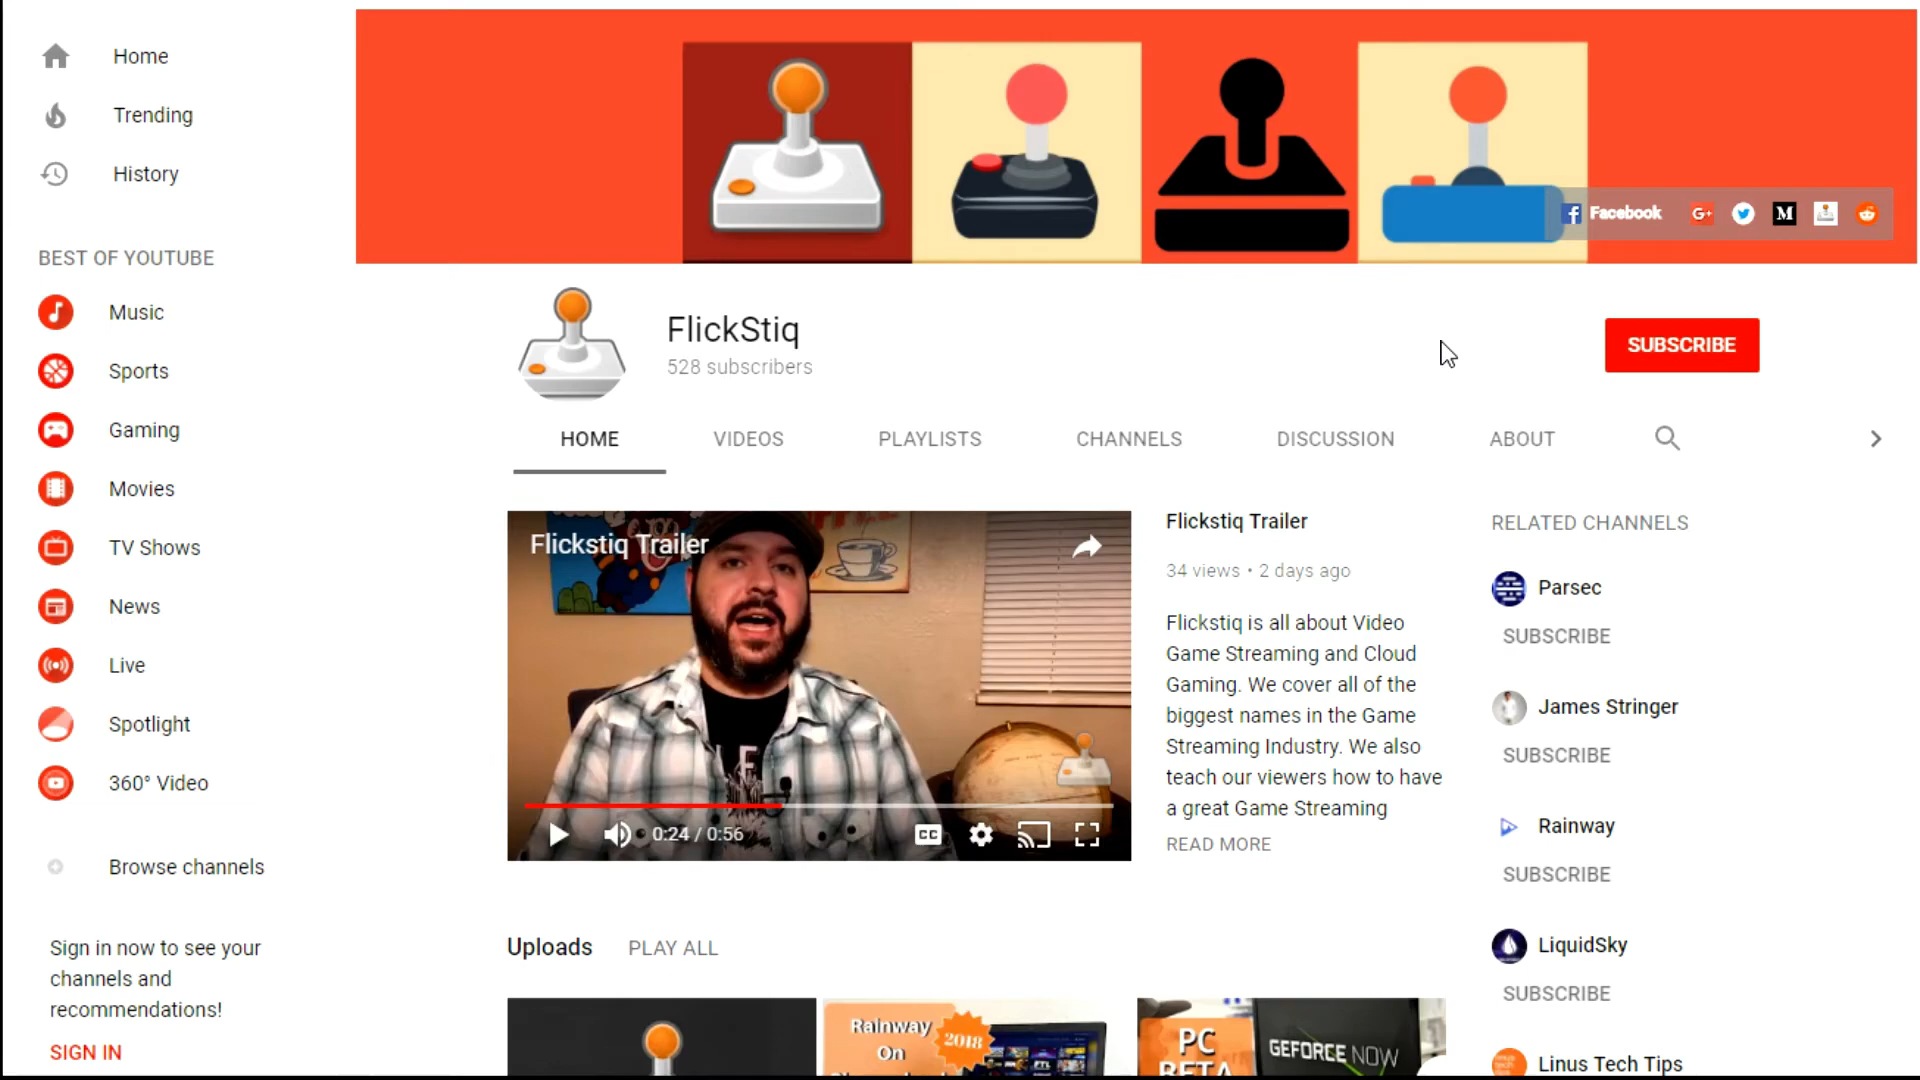 Home
Trending
History
BEST OF YOUTUBE
Music
Sports
Gaming
Movies
TV Shows
News
Live
Spotlight
360° Video
Browse channels
Sign in now to see your
channels and
recommendations!
SIGN IN
Facebook
G+
M
FlickStiq
528 subscribers
SUBSCRIBE
HOME
VIDEOS
PLAYLISTS
CHANNELS
DISCUSSION
ABOUT
Flickstiq Trailer
0:24 / 0:56
CC
Flickstiq Trailer
34 views • 2 days ago
Flickstiq is all about Video
Game Streaming and Cloud
Gaming. We cover all of the
biggest names in the Game
Streaming Industry. We also
teach our viewers how to have
a great Game Streaming
READ MORE
RELATED CHANNELS
Parsec
SUBSCRIBE
James Stringer
SUBSCRIBE
Rainway
SUBSCRIBE
LiquidSky
SUBSCRIBE
Linus Tech Tips
Uploads
PLAY ALL
Rainway
On
2018
PC
BETA
GEFORCE NOW